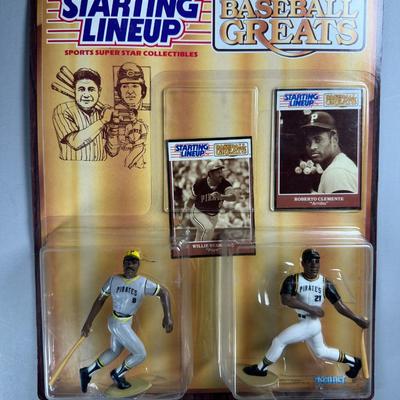 STARTING
LINEUP
SPORTS SUPER STAR COLLECTIBLES
BASEBALL
GREATS
STARTING
LINEUP
STARTING
LINEUP
P
ROBERTO CLEMENTE
"Arriba"
PIRATES
WILLIE
PIRATES
8
PIRATES
21
Kenner